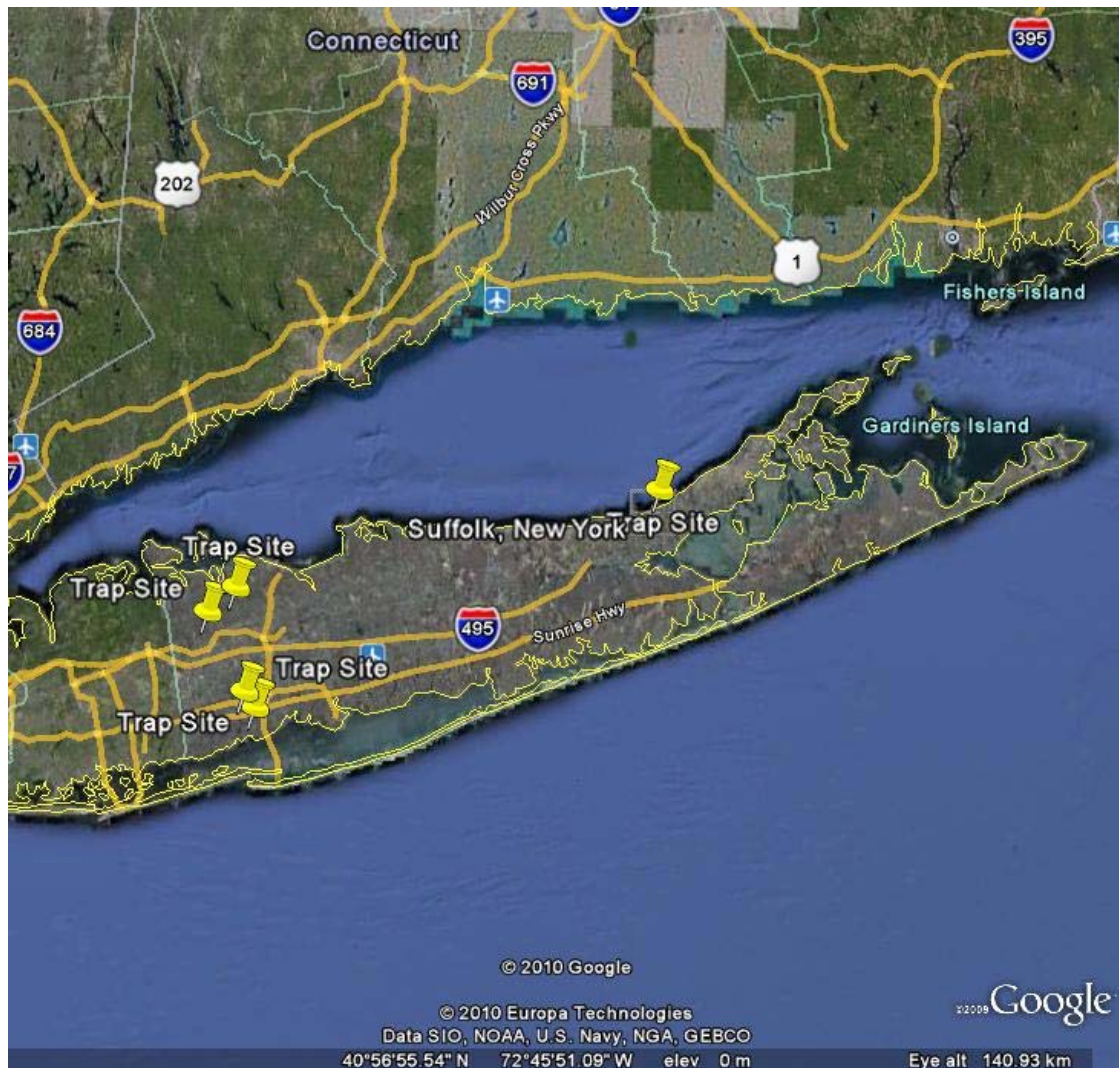 Connecticut
395
691
Wilbur Cross Pkwy
202
1
Fishers Island
684
Gardiners Island
Suffolk, New York
Trap Site
Trap Site
Trap Site
495
Sunrise Hwy
Trap Site
Trap Site
© 2010 Google
© 2010 Europa Technologies
Data SIO, NOAA, U.S. Navy, NGA, GEBCO
©2009 Google
40°56'55.54" N 72°45'51.09" W elev 0 m Eye alt 140.93 km